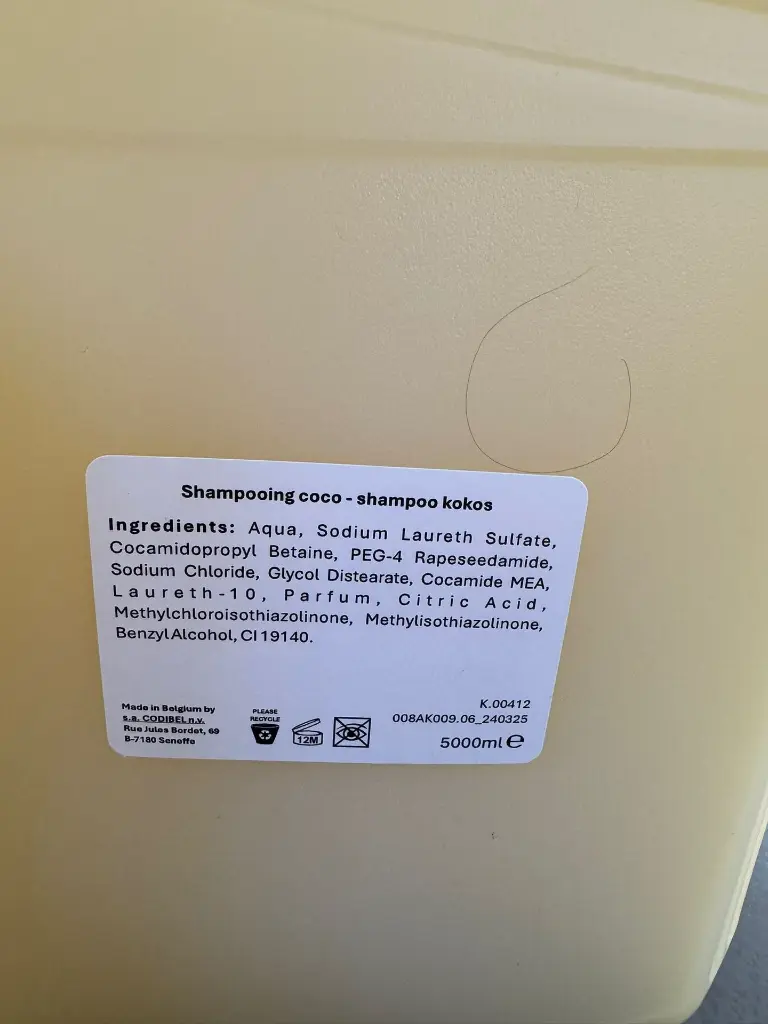 Shampooing coco - shampoo kokos
Ingredients: Aqua, Sodium Laureth Sulfate,
Cocamidopropyl Betaine, PEG-4 Rapeseedamide,
Sodium Chloride, Glycol Distearate, Cocamide MEA,
Laureth-10, Parfum, Citric Acid,
Methylchloroisothiazolinone, Methylisothiazolinone,
Benzyl Alcohol, CI 19140.
Made in Belgium by
s.a. CODIBEL n.v.
Rue Jules Bordet, 69
B-7180 Seneffe
PLEASE
RECYCLE
12M
K.00412
008AK009.06_240325
5000ml e